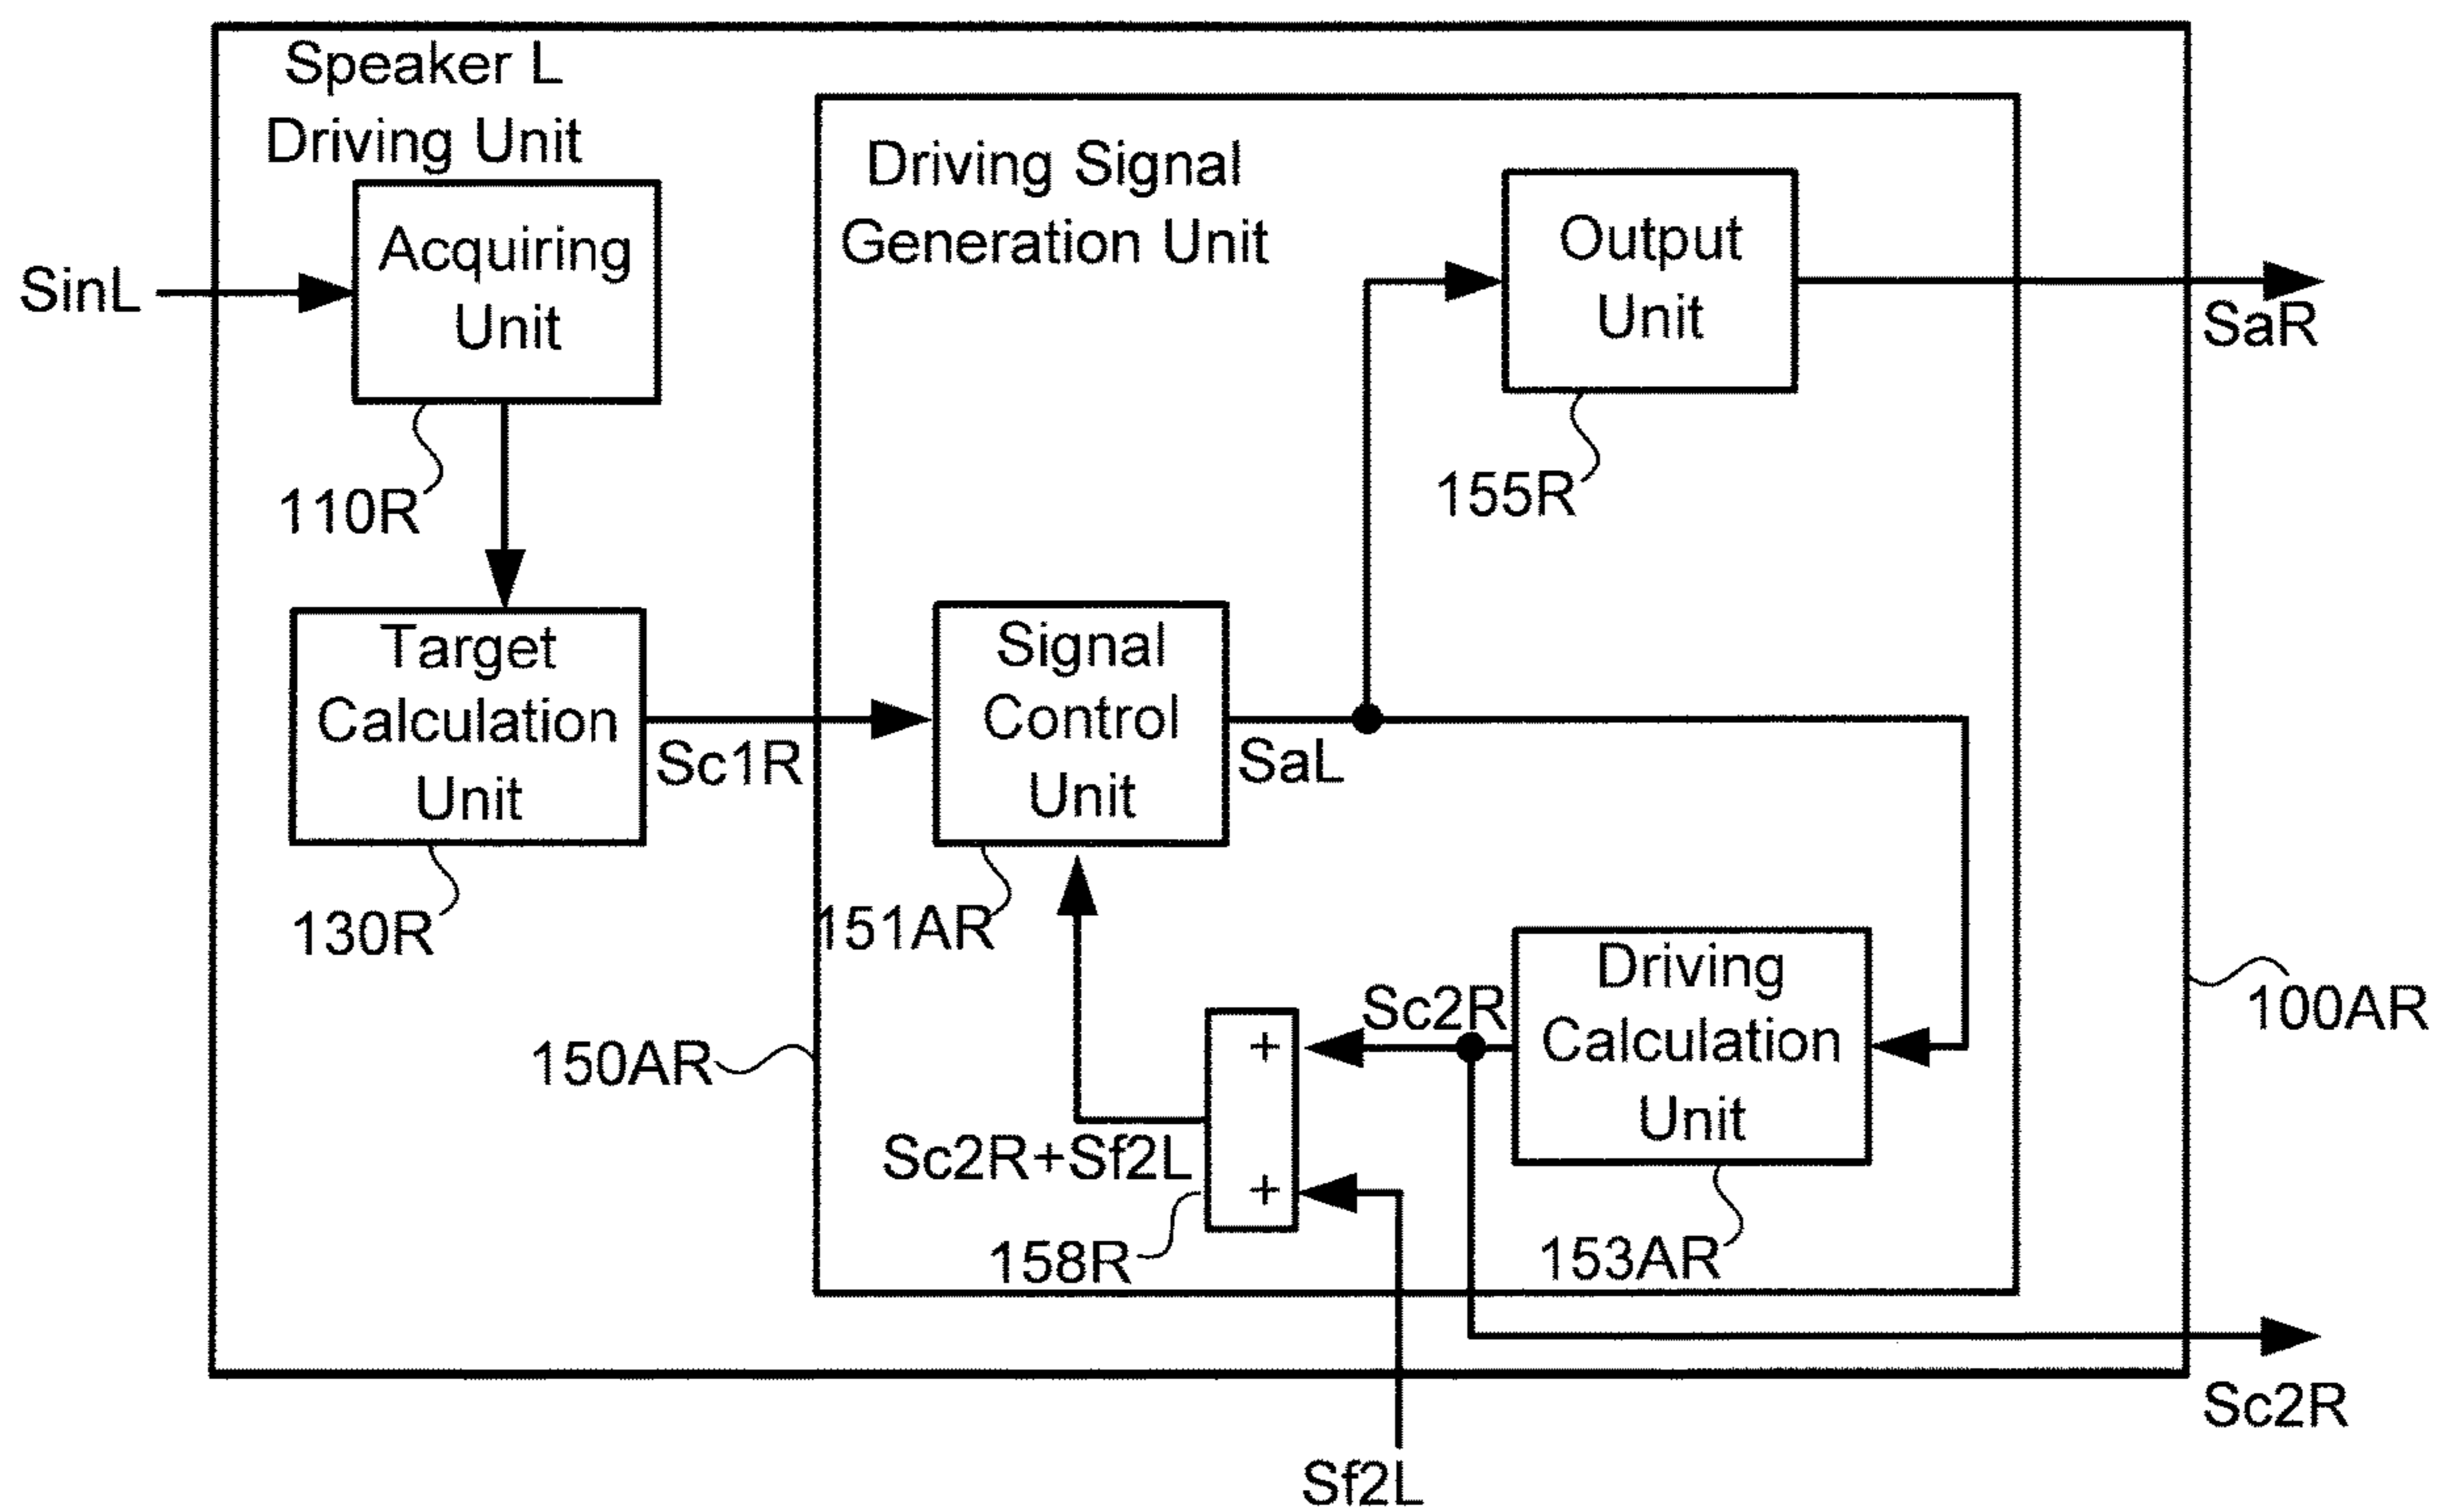 Speaker L
Driving Unit
SinL
Acquiring
Unit
110R
Target
Calculation
Unit
130R
Sc1R
Driving Signal
Generation Unit
Output
Unit
155R
SaR
Signal
Control
Unit
151AR
SaL
Driving
Calculation
Unit
153AR
Sc2R
+
+
Sc2R+Sf2L
158R
150AR
100AR
Sc2R
Sf2L